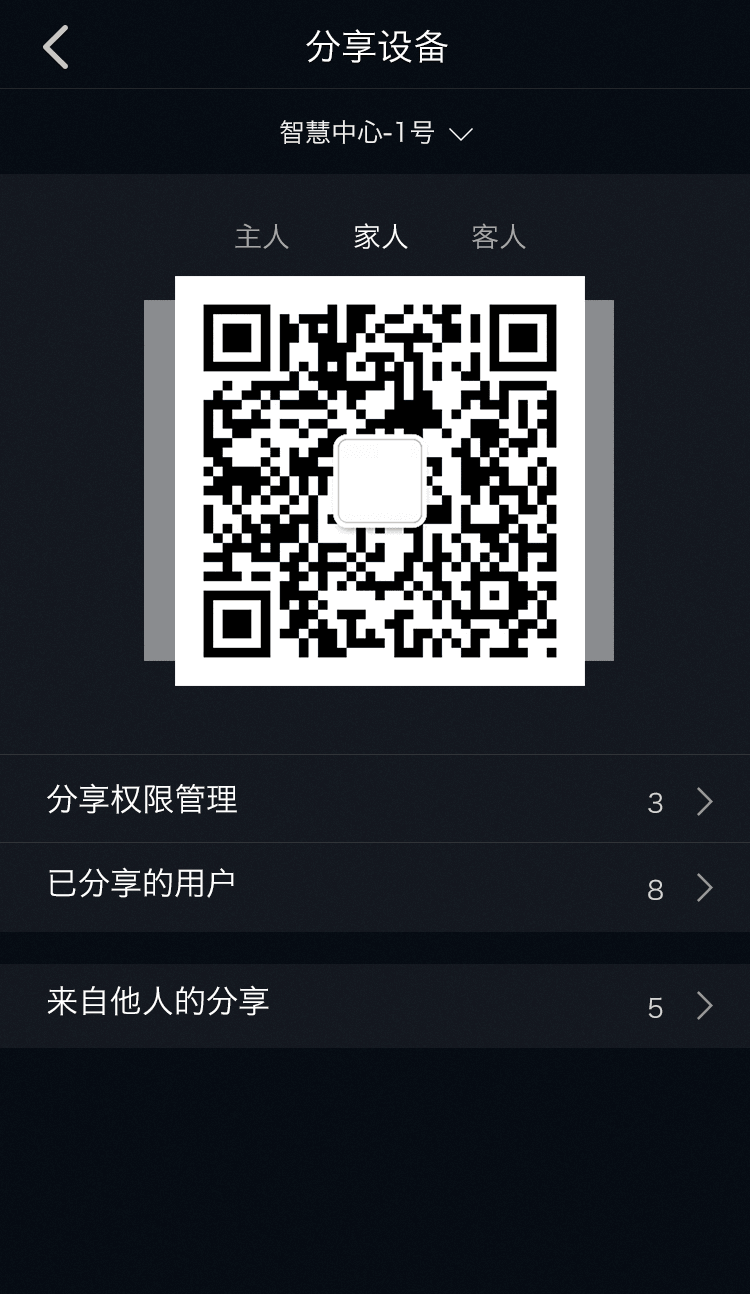 分享设备
智慧中心-1号
主人 家人 客人
分享权限管理 3
已分享的用户 8
来自他人的分享 5